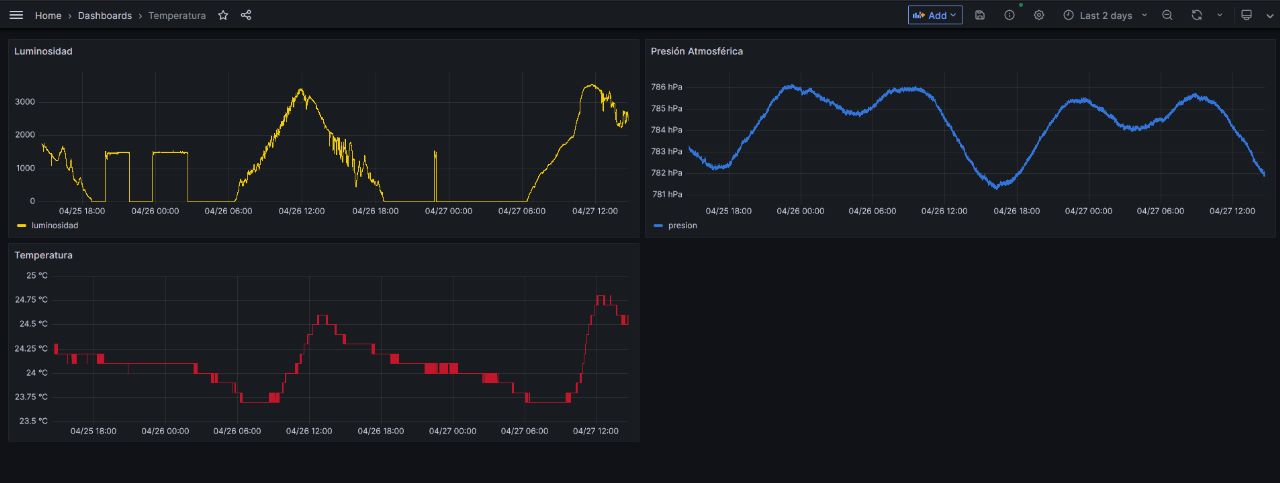 Home › Dashboards › Temperatura
Add
Last 2 days
Luminosidad
3000
2000
1000
0
04/25 18:00 04/26 00:00 04/26 06:00 04/26 12:00 04/26 18:00 04/27 00:00 04/27 06:00 04/27 12:00
luminosidad
Presión Atmosférica
786 hPa
785 hPa
784 hPa
783 hPa
782 hPa
781 hPa
04/25 18:00 04/26 00:00 04/26 06:00 04/26 12:00 04/26 18:00 04/27 00:00 04/27 06:00 04/27 12:00
presion
Temperatura
25 °C
24.75 °C
24.5 °C
24.25 °C
24 °C
23.75 °C
23.5 °C
04/25 18:00 04/26 00:00 04/26 06:00 04/26 12:00 04/26 18:00 04/27 00:00 04/27 06:00 04/27 12:00